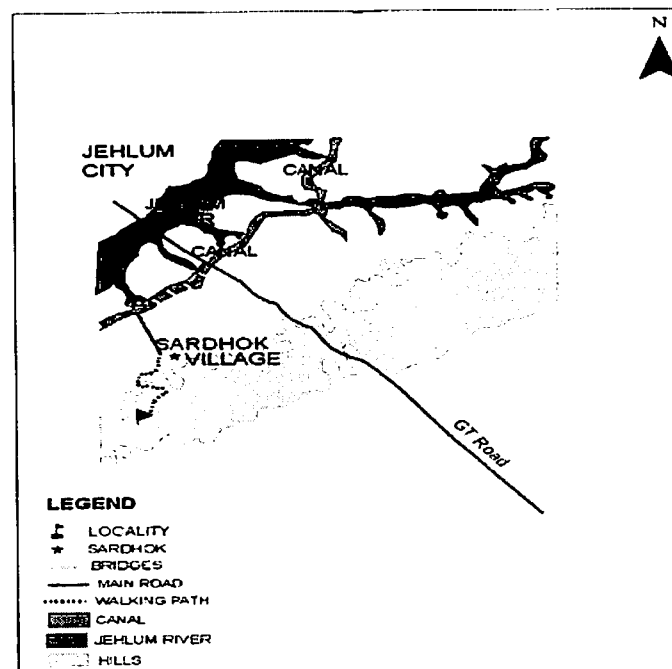 N
JEHLUM
CITY
CANAL
JEHLUM
CANAL
SARDHOK
VILLAGE
GT Road
LEGEND
LOCALITY
SARDHOK
BRIDGES
MAIN ROAD
WALKING PATH
CANAL
JEHLUM RIVER
HILLS